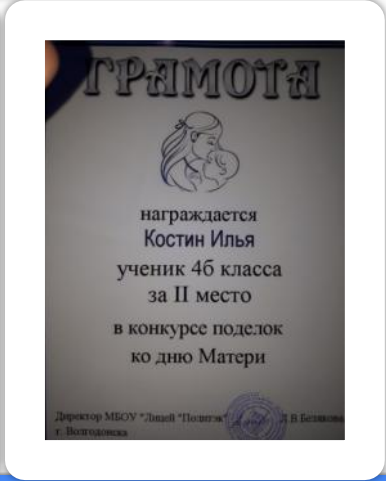 ГРАМОТА
награждается
Костин Илья
ученик 4б класса
за II место
в конкурсе поделок
ко дню Матери
Директор МБОУ "Лицей "Политэк" Л.В.Безлюкова
г. Волгодонска